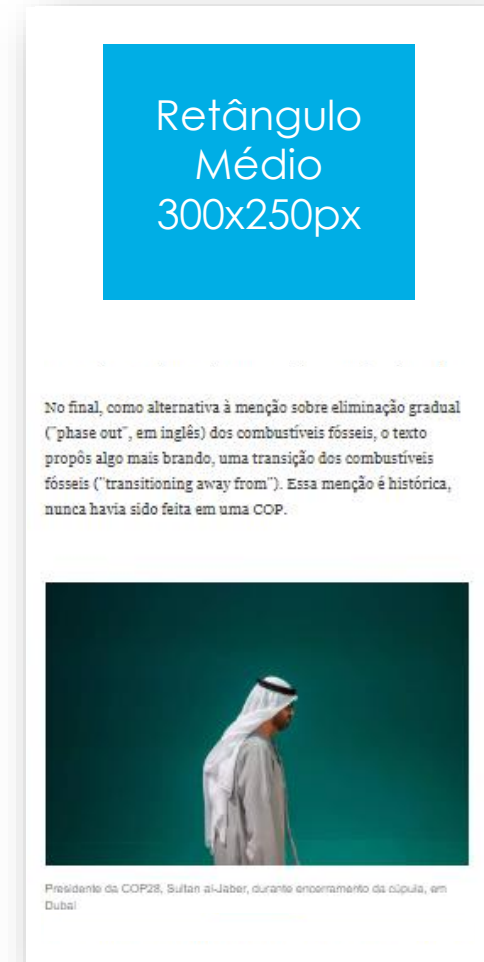 Retângulo
Médio
300x250px
No final, como alternativa à menção sobre eliminação gradual
("phase out", em inglês) dos combustíveis fósseis, o texto
propôs algo mais brando, uma transição dos combustíveis
fósseis ("transitioning away from"). Essa menção é histórica,
nunca havia sido feita em uma COP.
Presidente da COP28, Sultan al-Jaber, durante encerramento da cúpula, em
Dubai